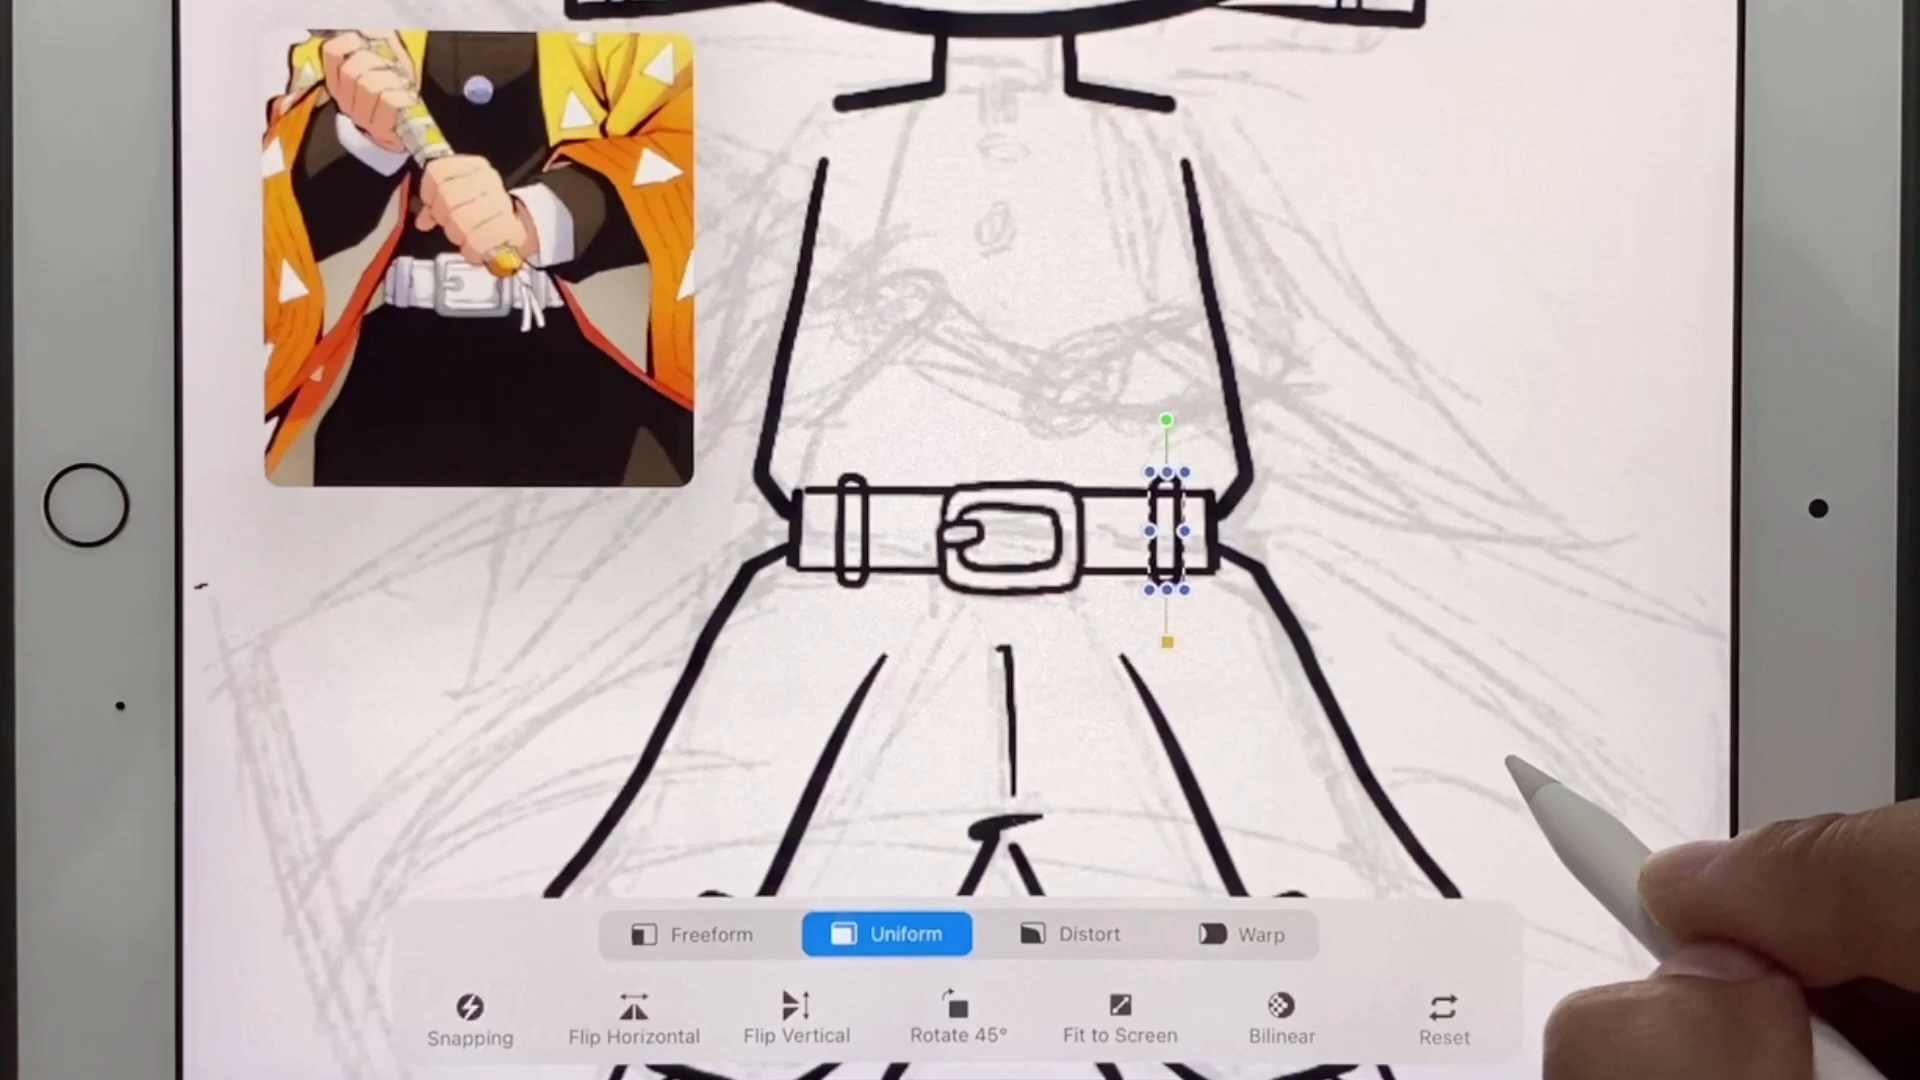 Freeform
Uniform
Distort
Warp
Snapping
Flip Horizontal
Flip Vertical
Rotate 45°
Fit to Screen
Bilinear
Reset